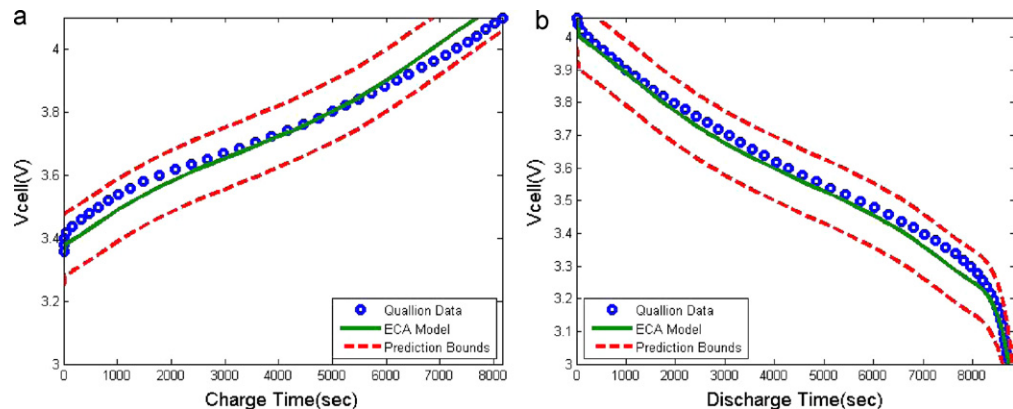 a
Vcell(V)
4
3.8
3.6
3.4
3.2
3
0
1000
2000
3000
4000
5000
6000
7000
8000
Charge Time(sec)
Quallion Data
ECA Model
Prediction Bounds
b
Vcell(V)
4
3.9
3.8
3.7
3.6
3.5
3.4
3.3
3.2
3.1
3
0
1000
2000
3000
4000
5000
6000
7000
8000
Discharge Time(sec)
Quallion Data
ECA Model
Prediction Bounds